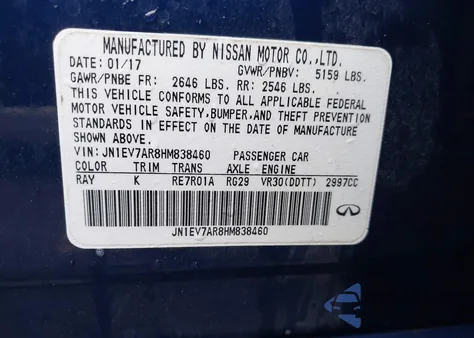 MANUFACTURED BY NISSAN MOTOR CO.,LTD.
DATE: 01/17 GVWR/PNBV: 5159 LBS.
GAWR/PNBE FR: 2646 LBS. RR: 2546 LBS.
THIS VEHICLE CONFORMS TO ALL APPLICABLE FEDERAL
MOTOR VEHICLE SAFETY,BUMPER,AND THEFT PREVENTION
STANDARDS IN EFFECT ON THE DATE OF MANUFACTURE
SHOWN ABOVE.
VIN: JN1EV7AR8HM838460 PASSENGER CAR
COLOR TRIM TRANS AXLE ENGINE
RAY K RE7R01A RG29 VR30(DDTT) 2997CC
JN1EV7AR8HM838460